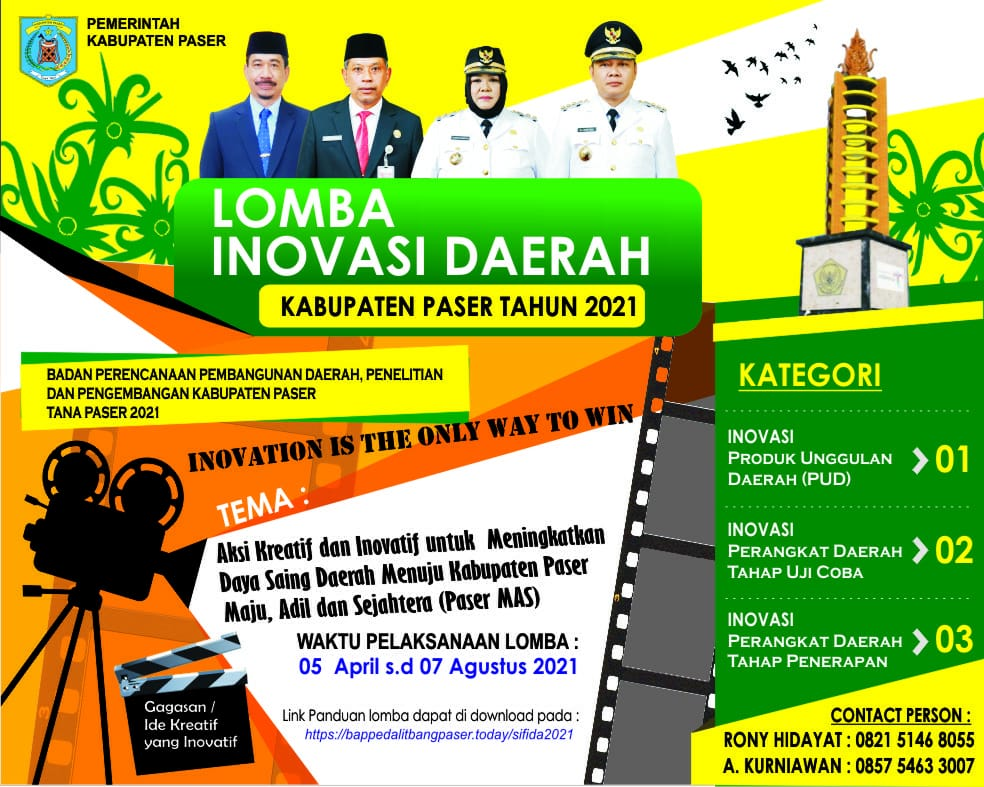 PEMERINTAH
KABUPATEN PASER
LOMBA
INOVASI DAERAH
KABUPATEN PASER TAHUN 2021
BADAN PERENCANAAN PEMBANGUNAN DAERAH, PENELITIAN
DAN PENGEMBANGAN KABUPATEN PASER
TANA PASER 2021
INOVATION IS THE ONLY WAY TO WIN
TEMA :
Aksi Kreatif dan Inovatif untuk Meningkatkan
Daya Saing Daerah Menuju Kabupaten Paser
Maju, Adil dan Sejahtera (Paser MAS)
WAKTU PELAKSANAAN LOMBA :
05 April s.d 07 Agustus 2021
Gagasan /
Ide Kreatif
yang Inovatif
Link Panduan lomba dapat di download pada :
https://bappedalitbangpaser.today/sifida2021
KATEGORI
INOVASI
PRODUK UNGGULAN
DAERAH (PUD)
01
INOVASI
PERANGKAT DAERAH
TAHAP UJI COBA
02
INOVASI
PERANGKAT DAERAH
TAHAP PENERAPAN
03
CONTACT PERSON :
RONY HIDAYAT : 0821 5146 8055
A. KURNIAWAN : 0857 5463 3007